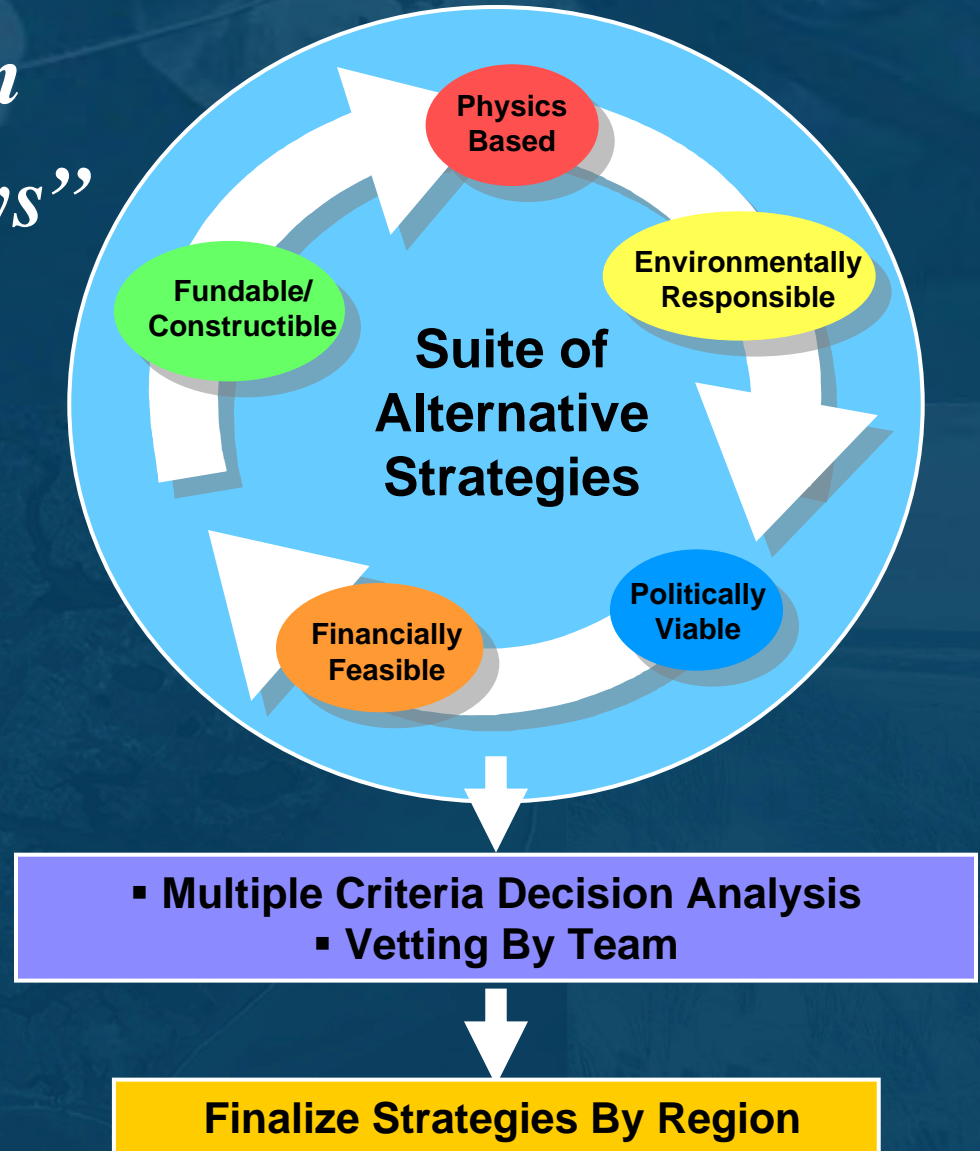 Physics
Based
Environmentally
Responsible
Fundable/
Constructible
Suite of
Alternative
Strategies
Politically
Viable
Financially
Feasible
▪ Multiple Criteria Decision Analysis
▪ Vetting By Team
Finalize Strategies By Region